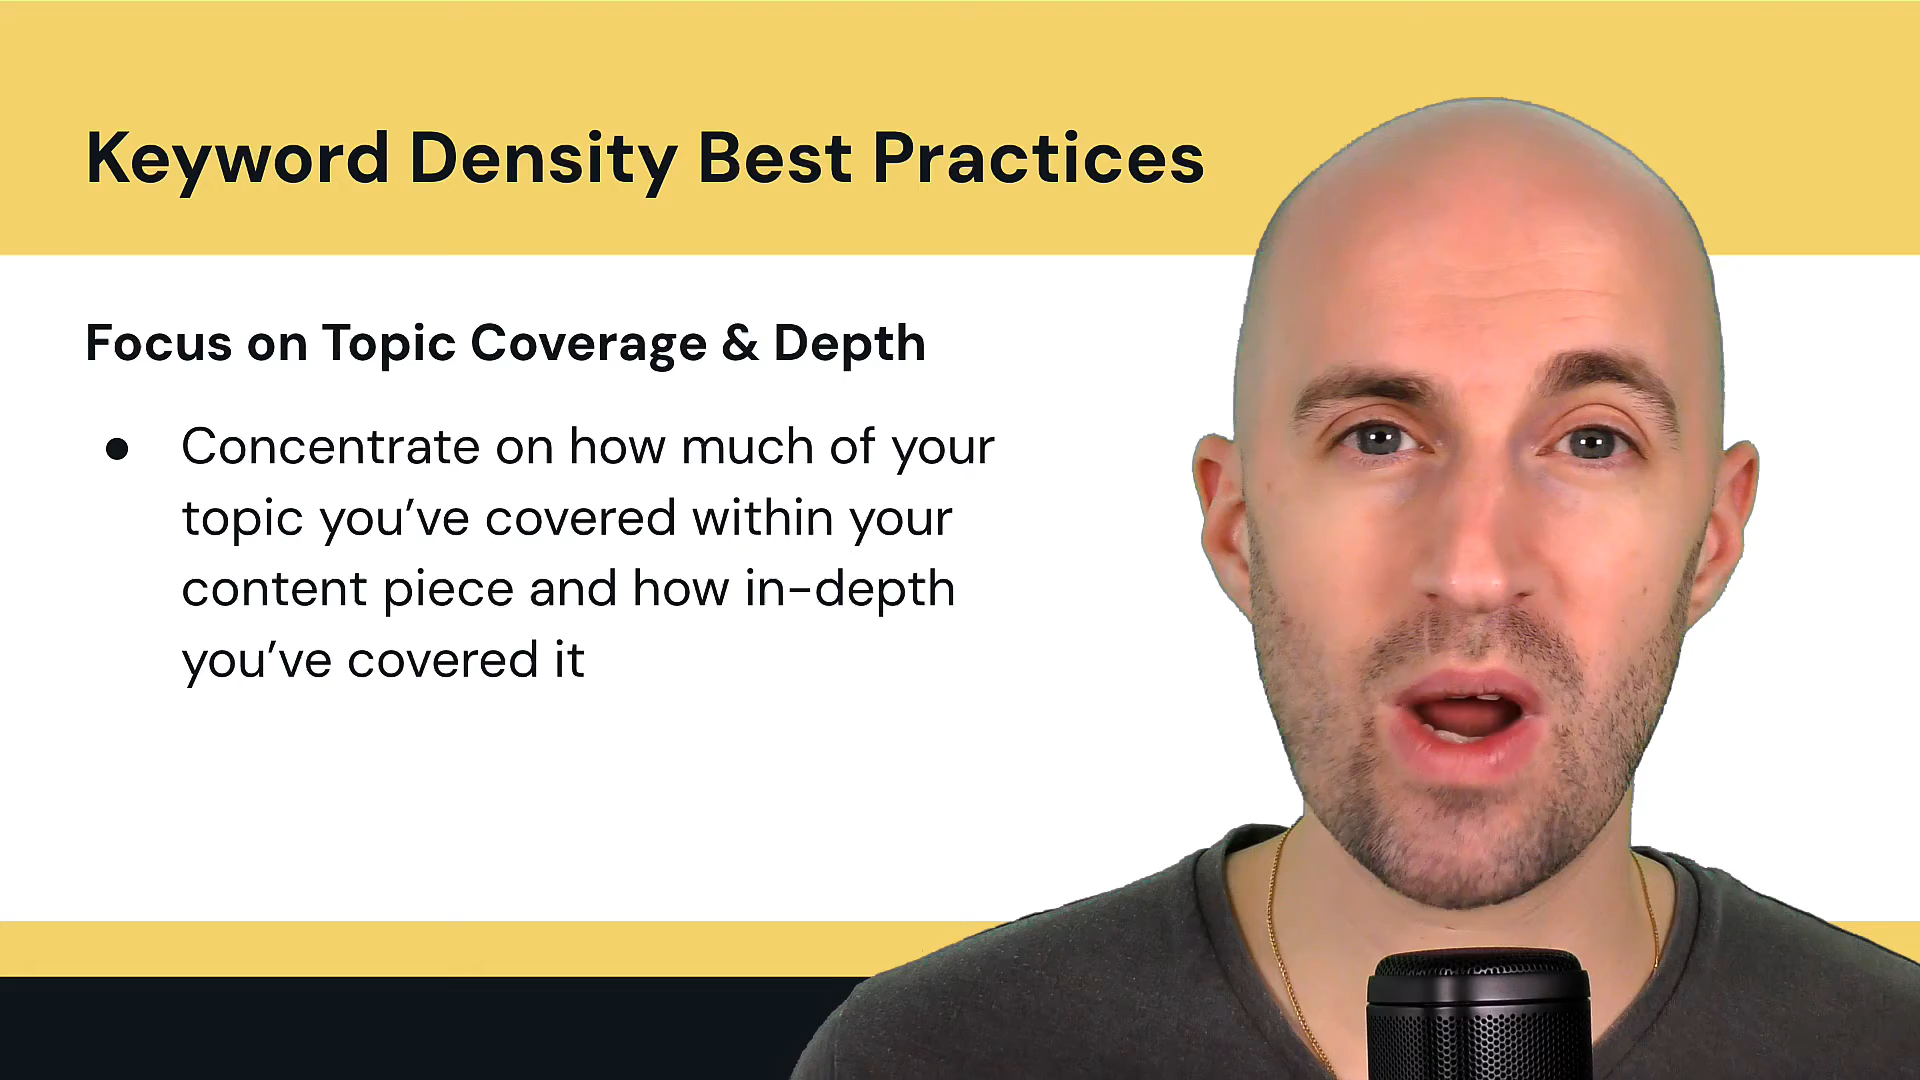 Keyword Density Best Practices
Focus on Topic Coverage & Depth
● Concentrate on how much of your
topic you’ve covered within your
content piece and how in-depth
you’ve covered it